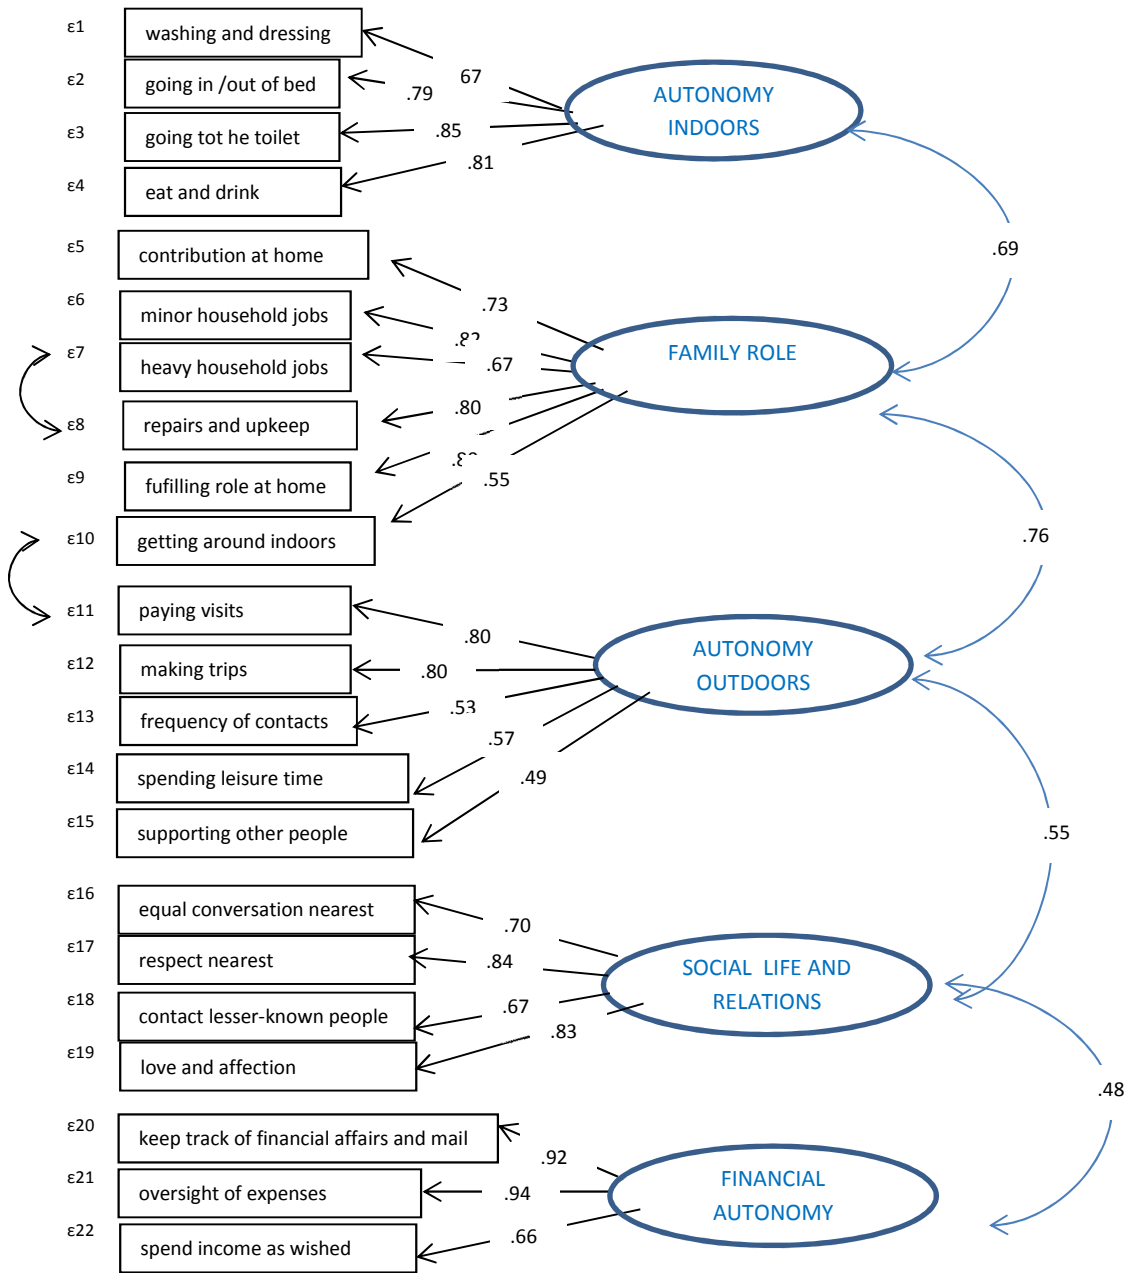 ε1
washing and dressing
67
ε2
going in /out of bed
.79
AUTONOMY
INDOORS
ε3
going tot he toilet
.85
ε4
eat and drink
.81
.69
ε5
contribution at home
.73
ε6
minor household jobs
ε7
heavy household jobs
.67
FAMILY ROLE
ε8
repairs and upkeep
.80
ε9
fufilling role at home
.55
ε10
getting around indoors
.76
ε11
paying visits
.80
ε12
making trips
.80
AUTONOMY
OUTDOORS
ε13
frequency of contacts
.53
ε14
spending leisure time
.57
ε15
supporting other people
.49
.55
ε16
equal conversation nearest
.70
ε17
respect nearest
.84
SOCIAL LIFE AND
RELATIONS
ε18
contact lesser-known people
.67
ε19
love and affection
.83
.48
ε20
keep track of financial affairs and mail
.92
ε21
oversight of expenses
.94
FINANCIAL
AUTONOMY
ε22
spend income as wished
.66